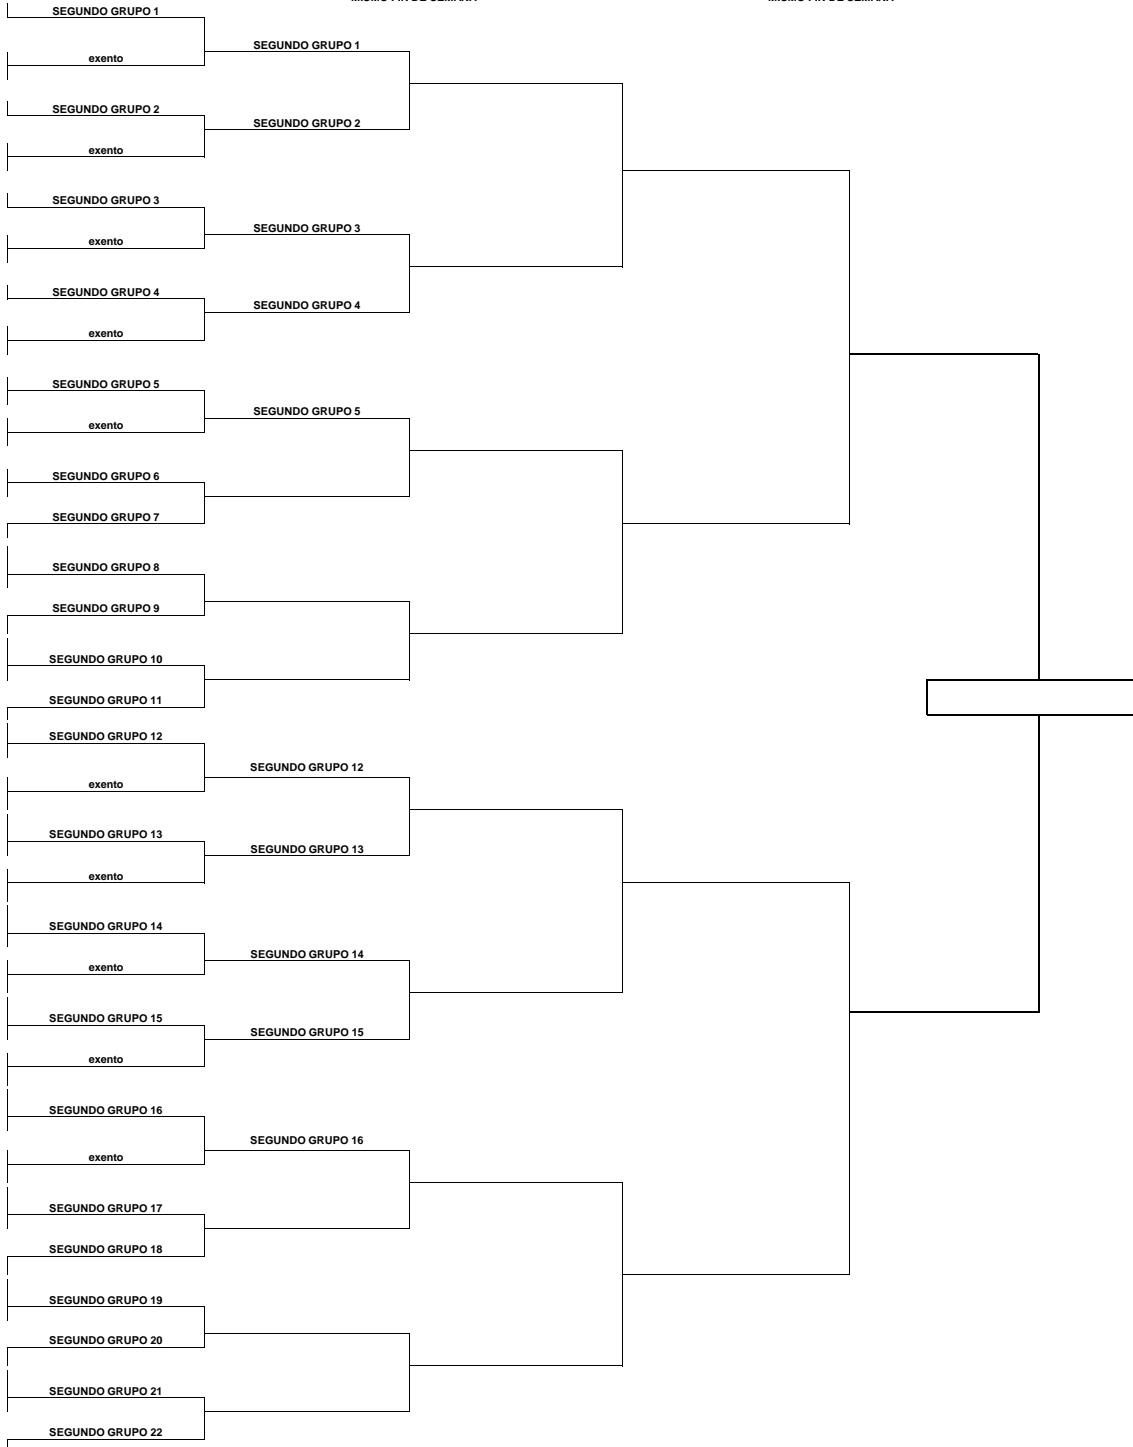 SEGUNDO GRUPO 1
exento
SEGUNDO GRUPO 1
SEGUNDO GRUPO 2
SEGUNDO GRUPO 2
exento
SEGUNDO GRUPO 3
SEGUNDO GRUPO 3
exento
SEGUNDO GRUPO 4
SEGUNDO GRUPO 4
exento
SEGUNDO GRUPO 5
SEGUNDO GRUPO 5
exento
SEGUNDO GRUPO 6
SEGUNDO GRUPO 7
SEGUNDO GRUPO 8
SEGUNDO GRUPO 9
SEGUNDO GRUPO 10
SEGUNDO GRUPO 11
SEGUNDO GRUPO 12
SEGUNDO GRUPO 12
exento
SEGUNDO GRUPO 13
SEGUNDO GRUPO 13
exento
SEGUNDO GRUPO 14
SEGUNDO GRUPO 14
exento
SEGUNDO GRUPO 15
SEGUNDO GRUPO 15
exento
SEGUNDO GRUPO 16
SEGUNDO GRUPO 16
exento
SEGUNDO GRUPO 17
SEGUNDO GRUPO 18
SEGUNDO GRUPO 19
SEGUNDO GRUPO 20
SEGUNDO GRUPO 21
SEGUNDO GRUPO 22